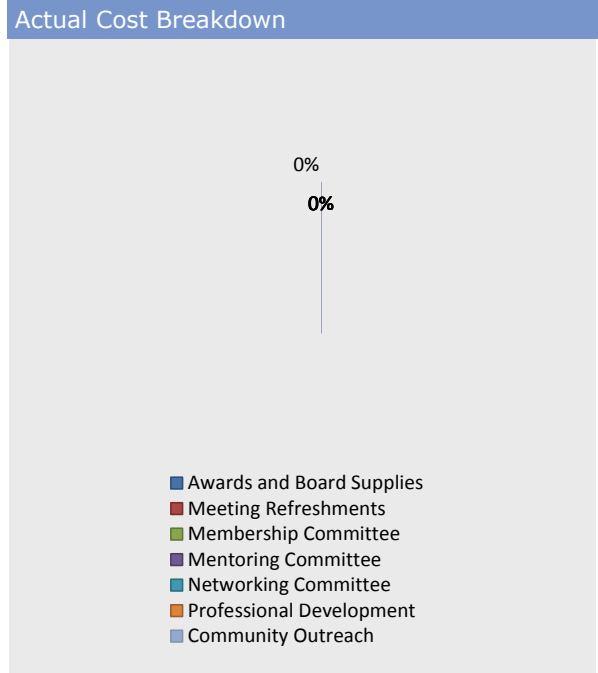 Actual Cost Breakdown
0%
0%
Awards and Board Supplies
Meeting Refreshments
Membership Committee
Mentoring Committee
Networking Committee
Professional Development
Community Outreach